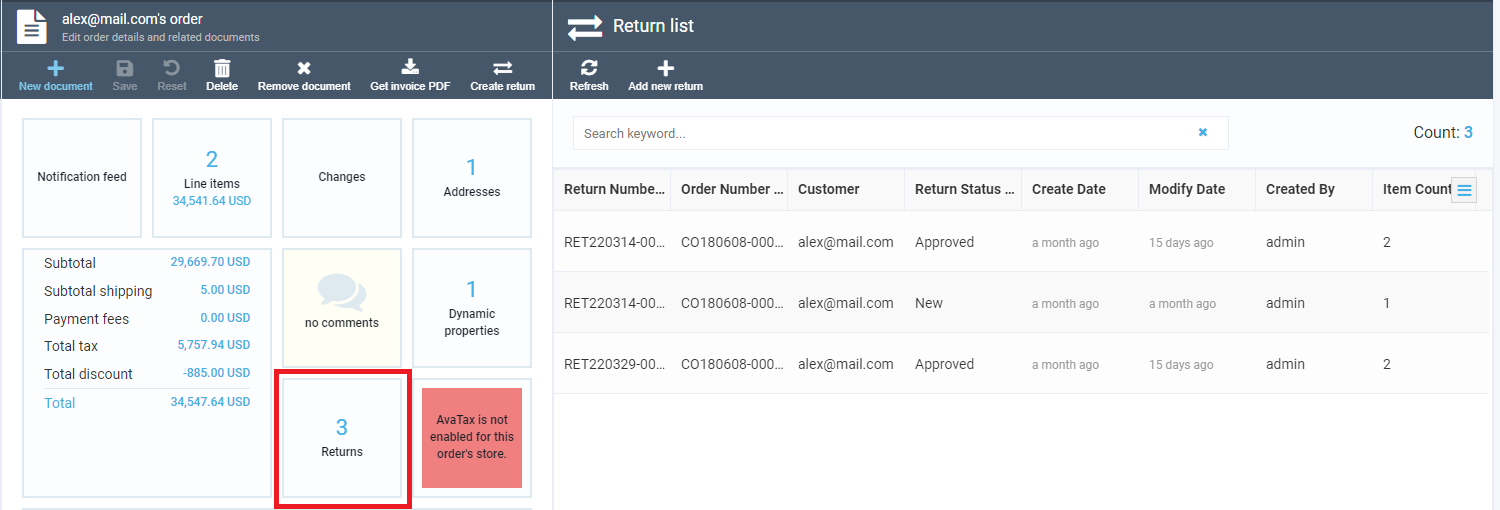 alex@mail.com's order
Edit order details and related documents
New document
Save
Reset
Delete
Remove document
Get invoice PDF
Create return
Notification feed
2
Line items
34,541.64 USD
Changes
1
Addresses
Subtotal 29,669.70 USD
Subtotal shipping 5.00 USD
Payment fees 0.00 USD
Total tax 5,757.94 USD
Total discount -885.00 USD
Total 34,547.64 USD
no comments
1
Dynamic
properties
3
Returns
AvaTax is not
enabled for this
order's store.
Return list
Refresh
Add new return
Search keyword...
Count: 3
Return Numbe... Order Number ... Customer Return Status ... Create Date Modify Date Created By Item Count
RET220314-00... CO180608-000... alex@mail.com Approved a month ago 15 days ago admin 2
RET220314-00... CO180608-000... alex@mail.com New a month ago a month ago admin 1
RET220329-00... CO180608-000... alex@mail.com Approved a month ago 15 days ago admin 2